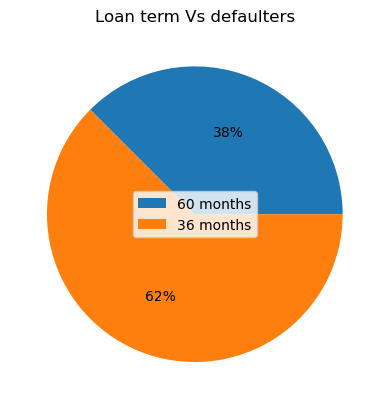 Loan term Vs defaulters
38%
60 months
36 months
62%